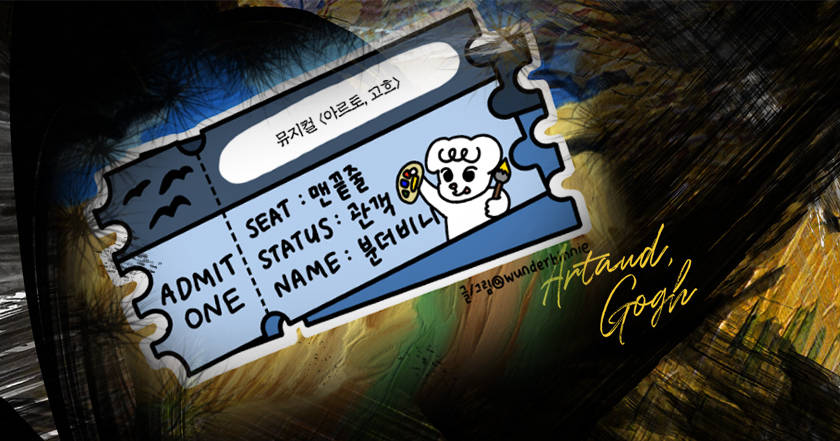 뮤지컬 <아르토, 고흐>
ADMIT
ONE
SEAT : 맨끝줄
STATUS : 관객
NAME : 분더비니
글/그림@wunderbinnie
Artaud,
Gogh